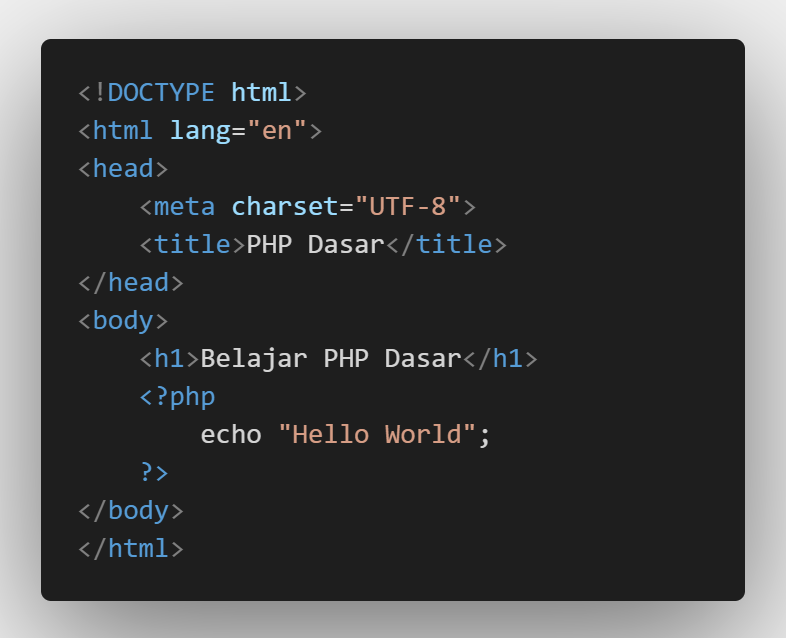 <!DOCTYPE html>
<html lang="en">
<head>
    <meta charset="UTF-8">
    <title>PHP Dasar</title>
</head>
<body>
    <h1>Belajar PHP Dasar</h1>
    <?php
        echo "Hello World";
    ?>
</body>
</html>